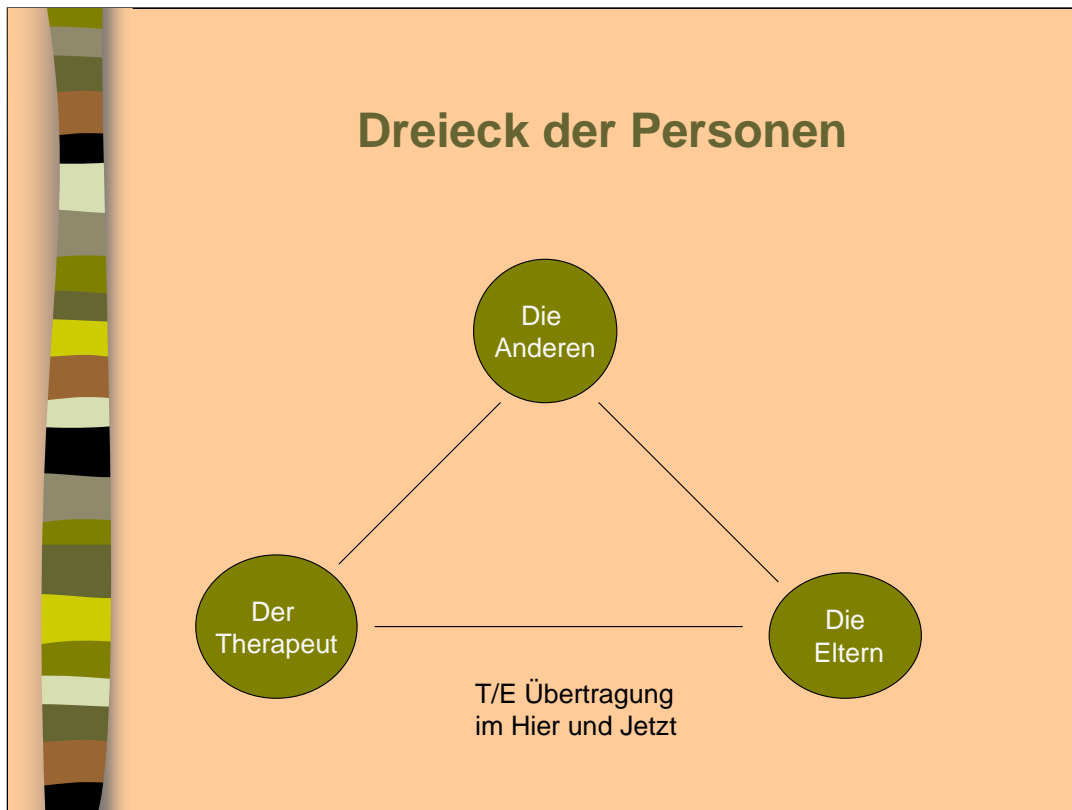 Dreieck der Personen
Die
Anderen
Der
Therapeut
Die
Eltern
T/E Übertragung
im Hier und Jetzt